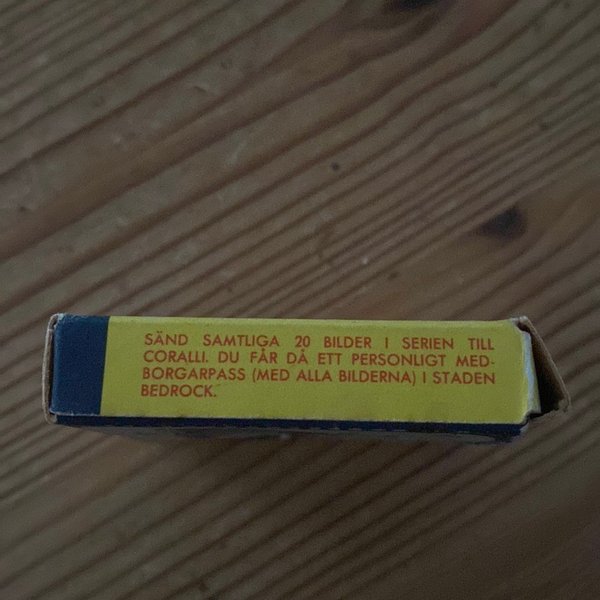 SÄND SAMTLIGA 20 BILDER I SERIEN TILL
CORALLI. DU FÅR DÅ ETT PERSONLIGT MED-
BORGARPASS (MED ALLA BILDERNA) I STADEN
BEDROCK.